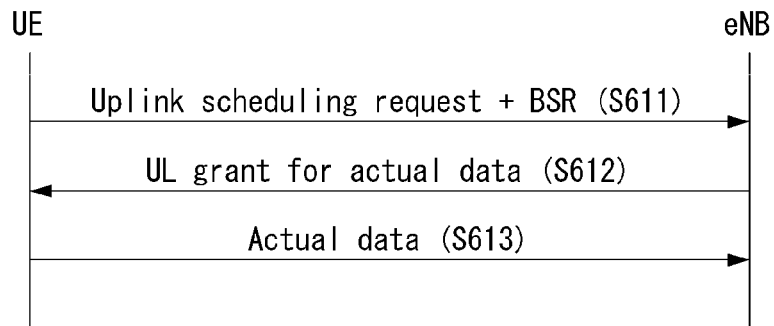 UE eNB
Uplink scheduling request + BSR (S611)
UL grant for actual data (S612)
Actual data (S613)